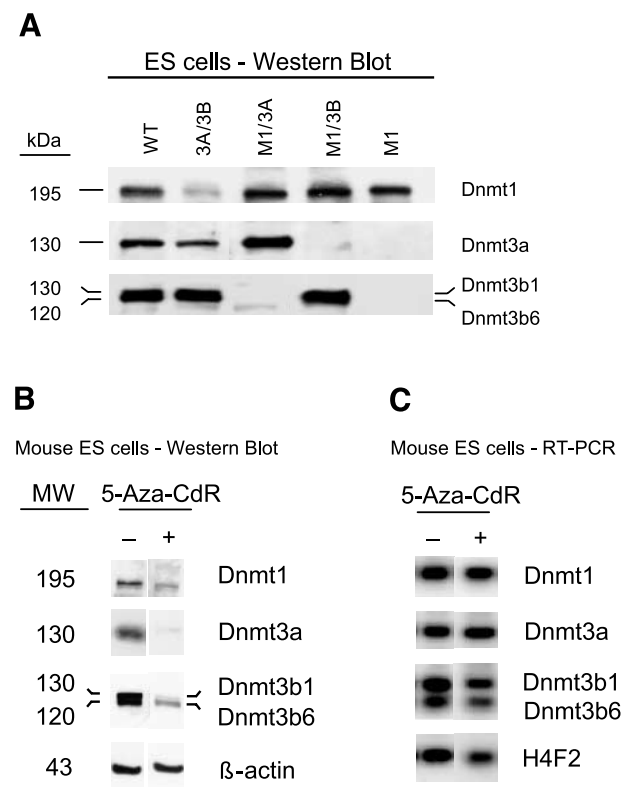 A
ES cells - Western Blot
kDa
WT
3A/3B
M1/3A
M1/3B
M1
195
Dnmt1
130
Dnmt3a
130
Dnmt3b1
120
Dnmt3b6
B
Mouse ES cells - Western Blot
MW
5-Aza-CdR
– +
195
Dnmt1
130
Dnmt3a
130
Dnmt3b1
120
Dnmt3b6
43
ß-actin
C
Mouse ES cells - RT-PCR
5-Aza-CdR
– +
Dnmt1
Dnmt3a
Dnmt3b1
Dnmt3b6
H4F2